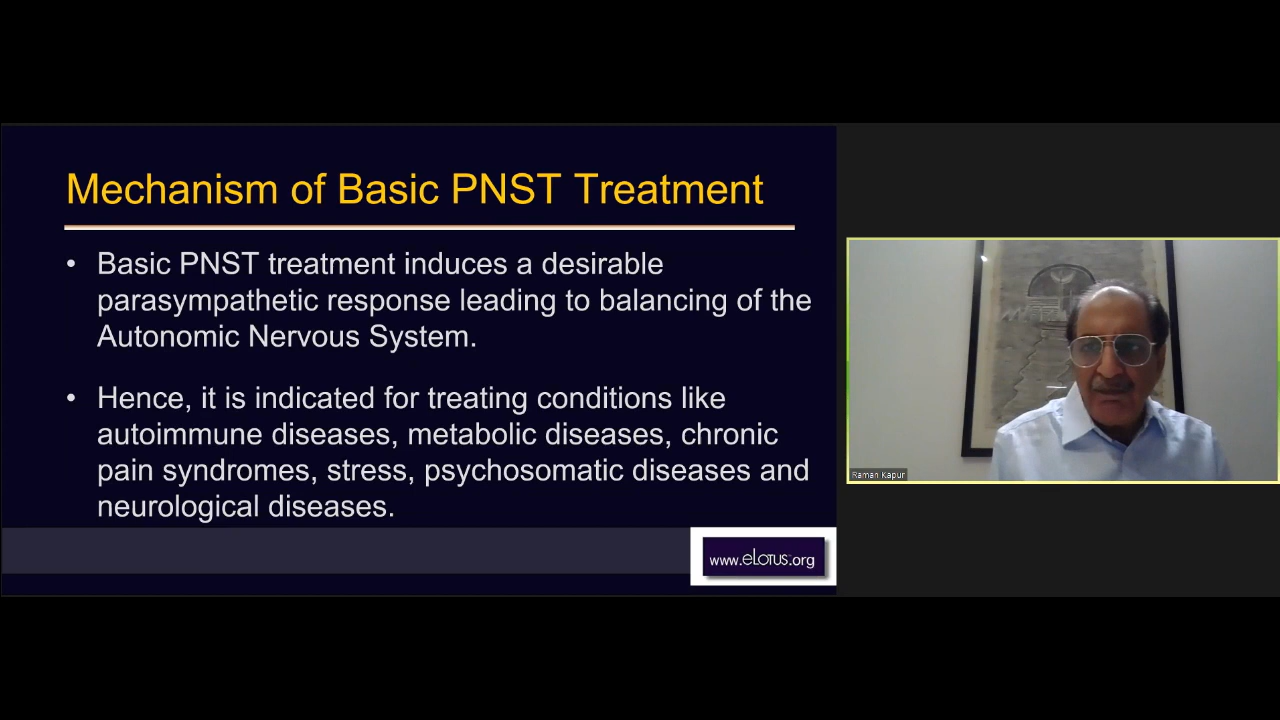 Mechanism of Basic PNST Treatment
• Basic PNST treatment induces a desirable
parasympathetic response leading to balancing of the
Autonomic Nervous System.
• Hence, it is indicated for treating conditions like
autoimmune diseases, metabolic diseases, chronic
pain syndromes, stress, psychosomatic diseases and
neurological diseases.
www.eLotus.org
Raman Kapur